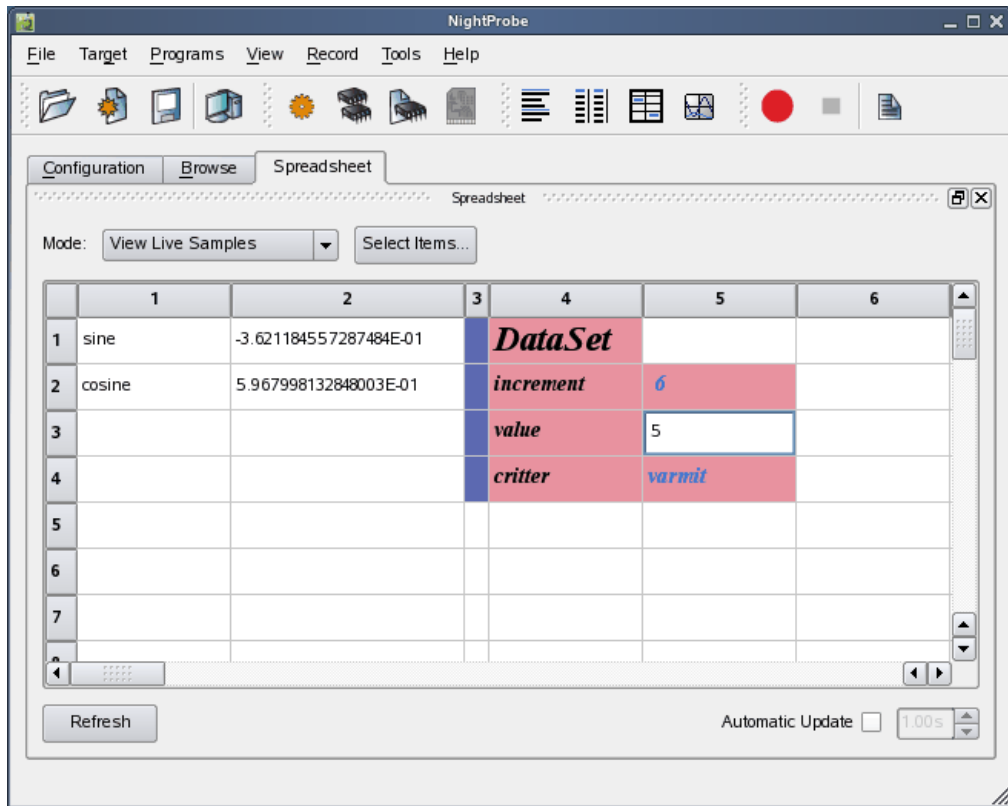 NightProbe
File Target Programs View Record Tools Help
Configuration Browse Spreadsheet
Spreadsheet
Mode: View Live Samples Select Items...
1 2 3 4 5 6
1 sine -3.621184557287484E-01 DataSet
2 cosine 5.967998132848003E-01 increment 6
3 value 5
4 critter varmit
5
6
7
Refresh Automatic Update 1.00s